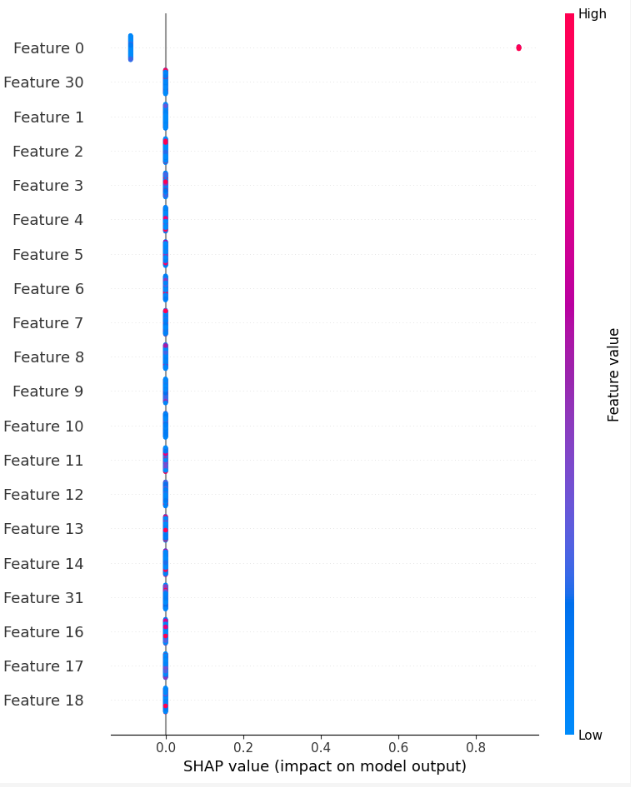 High
Feature 0
Feature 30
Feature 1
Feature 2
Feature 3
Feature 4
Feature 5
Feature 6
Feature 7
Feature 8
Feature 9
Feature 10
Feature 11
Feature 12
Feature 13
Feature 14
Feature 31
Feature 16
Feature 17
Feature 18
Feature value
Low
0.0 0.2 0.4 0.6 0.8
SHAP value (impact on model output)